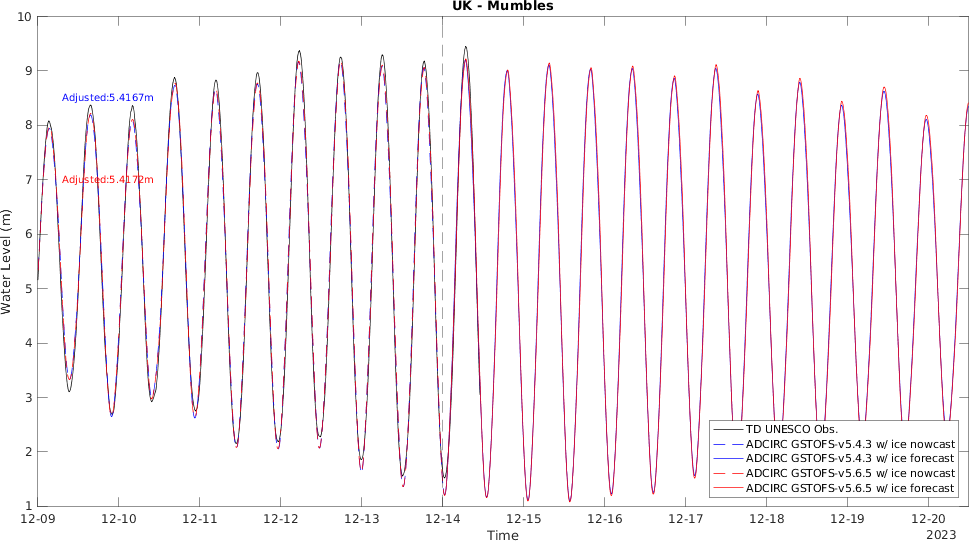 UK - Mumbles
10
9
8
7
6
5
4
3
2
1
Water Level (m)
Adjusted:5.4167m
Adjusted:5.4172m
TD UNESCO Obs.
ADCIRC GSTOFS-v5.4.3 w/ ice nowcast
ADCIRC GSTOFS-v5.4.3 w/ ice forecast
ADCIRC GSTOFS-v5.6.5 w/ ice nowcast
ADCIRC GSTOFS-v5.6.5 w/ ice forecast
12-09 12-10 12-11 12-12 12-13 12-14 12-15 12-16 12-17 12-18 12-19 12-20
2023
Time